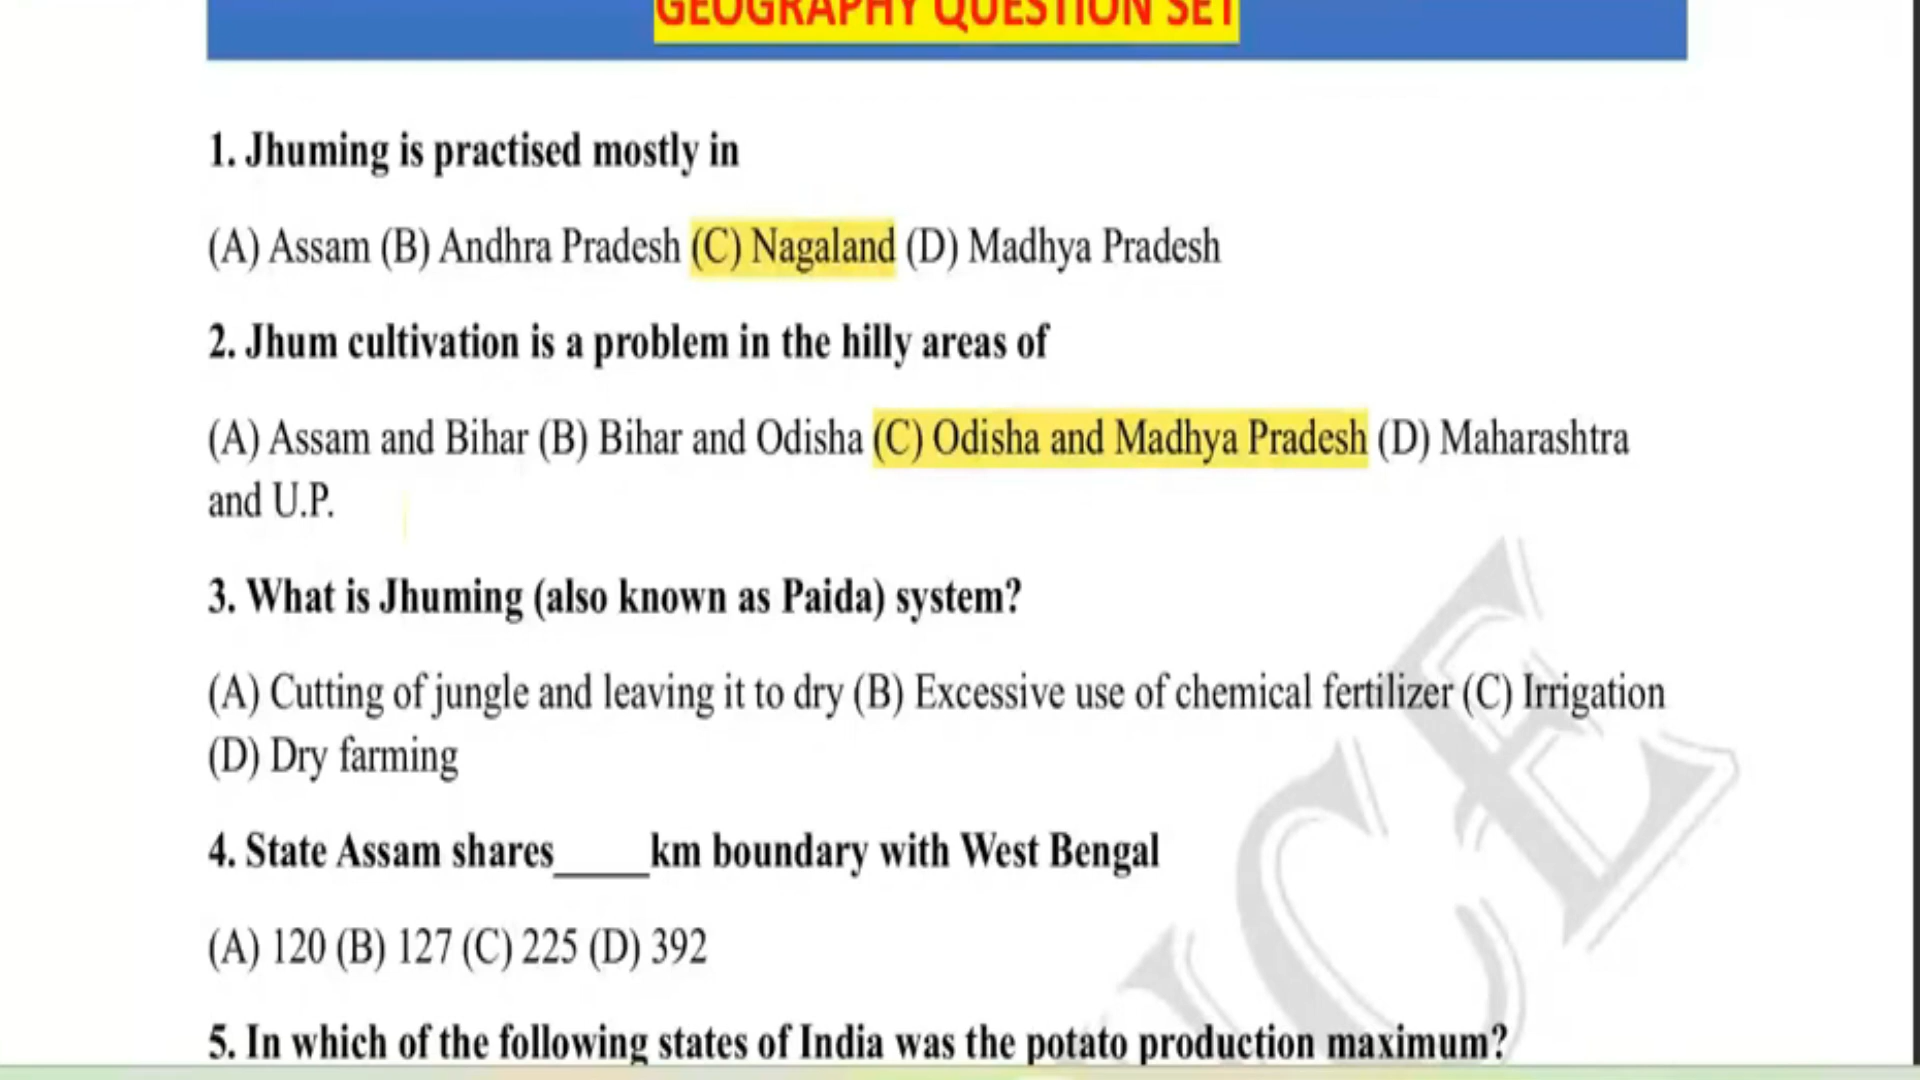 GEOGRAPHY QUESTION SET
1. Jhuming is practised mostly in
(A) Assam (B) Andhra Pradesh (C) Nagaland (D) Madhya Pradesh
2. Jhum cultivation is a problem in the hilly areas of
(A) Assam and Bihar (B) Bihar and Odisha (C) Odisha and Madhya Pradesh (D) Maharashtra
and U.P.
3. What is Jhuming (also known as Paida) system?
(A) Cutting of jungle and leaving it to dry (B) Excessive use of chemical fertilizer (C) Irrigation
(D) Dry farming
4. State Assam shares_____km boundary with West Bengal
(A) 120 (B) 127 (C) 225 (D) 392
5. In which of the following states of India was the potato production maximum?